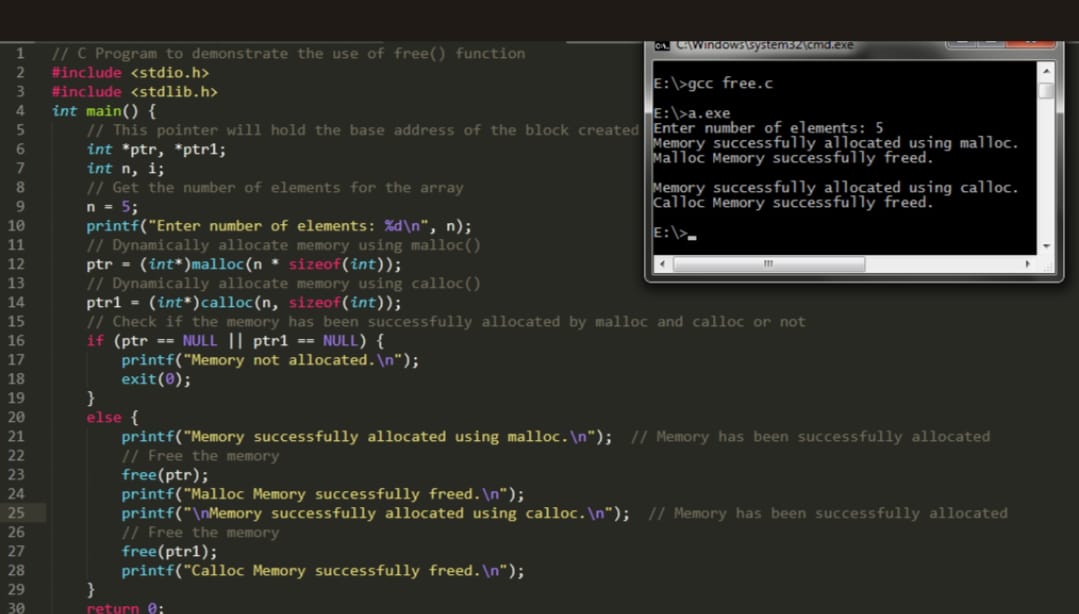 1 // C Program to demonstrate the use of free() function
2 #include <stdio.h>
3 #include <stdlib.h>
4 int main() {
5 // This pointer will hold the base address of the block created
6 int *ptr, *ptr1;
7 int n, i;
8 // Get the number of elements for the array
9 n = 5;
10 printf("Enter number of elements: %d\n", n);
11 // Dynamically allocate memory using malloc()
12 ptr = (int*)malloc(n * sizeof(int));
13 // Dynamically allocate memory using calloc()
14 ptr1 = (int*)calloc(n, sizeof(int));
15 // Check if the memory has been successfully allocated by malloc and calloc or not
16 if (ptr == NULL || ptr1 == NULL) {
17 printf("Memory not allocated.\n");
18 exit(0);
19 }
20 else {
21 printf("Memory successfully allocated using malloc.\n"); // Memory has been successfully allocated
22 // Free the memory
23 free(ptr);
24 printf("Malloc Memory successfully freed.\n");
25 printf("\nMemory successfully allocated using calloc.\n"); // Memory has been successfully allocated
26 // Free the memory
27 free(ptr1);
28 printf("Calloc Memory successfully freed.\n");
29 }
30 return 0;
C:\Windows\system32\cmd.exe
E:\>gcc free.c
E:\>a.exe
Enter number of elements: 5
Memory successfully allocated using malloc.
Malloc Memory successfully freed.
Memory successfully allocated using calloc.
Calloc Memory successfully freed.
E:\>_